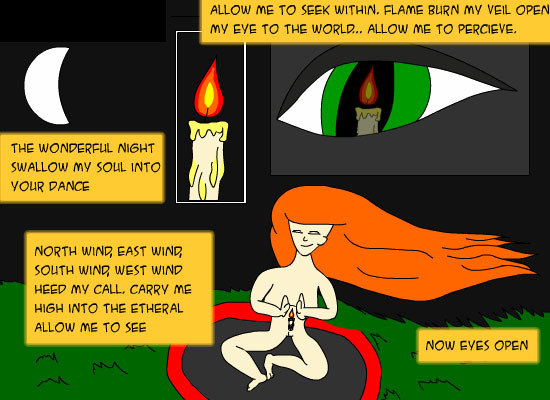 ALLOW ME TO SEEK WITHIN. FLAME BURN MY VEIL OPEN
MY EYE TO THE WORLD.. ALLOW ME TO PERCIEVE.
THE WONDERFUL NIGHT
SWALLOW MY SOUL INTO
YOUR DANCE
NORTH WIND, EAST WIND,
SOUTH WIND, WEST WIND
HEED MY CALL. CARRY ME
HIGH INTO THE ETHERAL
ALLOW ME TO SEE
NOW EYES OPEN